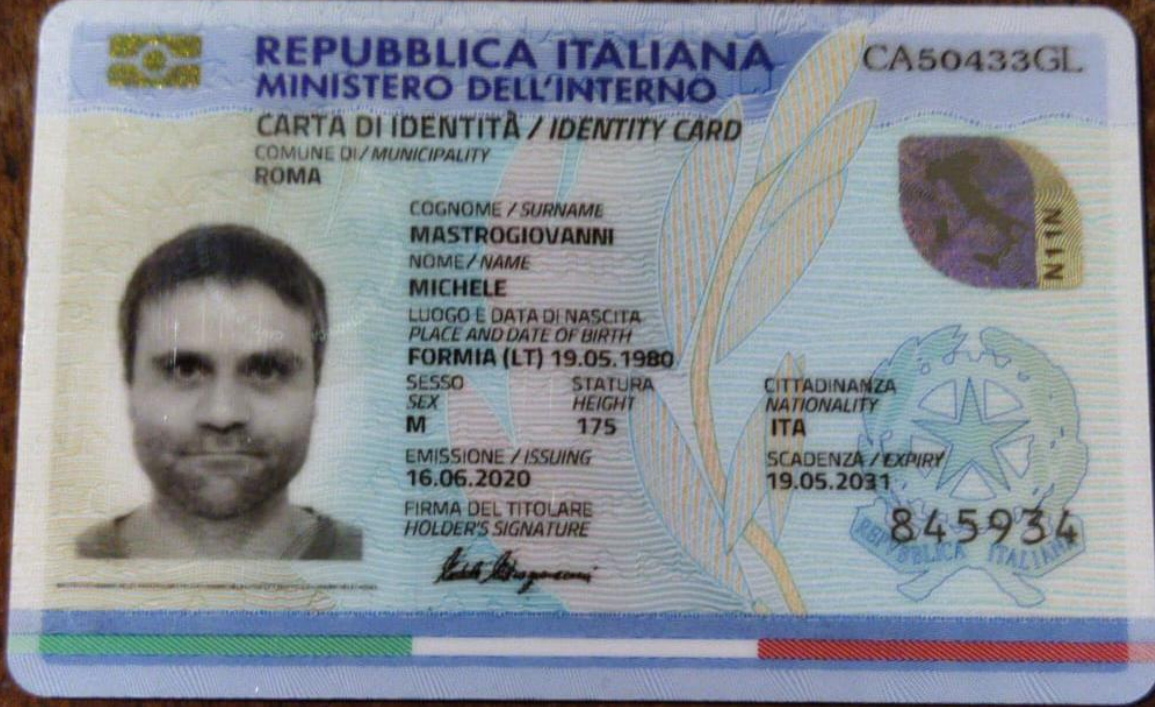 REPUBBLICA ITALIANA
MINISTERO DELL'INTERNO
CA50433GL
CARTA DI IDENTITÀ / IDENTITY CARD
COMUNE DI / MUNICIPALITY
ROMA
COGNOME / SURNAME
MASTROGIOVANNI
NOME / NAME
MICHELE
LUOGO E DATA DI NASCITA
PLACE AND DATE OF BIRTH
FORMIA (LT) 19.05.1980
SESSO
SEX
M
STATURA
HEIGHT
175
CITTADINANZA
NATIONALITY
ITA
EMISSIONE / ISSUING
16.06.2020
SCADENZA / EXPIRY
19.05.2031
FIRMA DEL TITOLARE
HOLDER'S SIGNATURE
845934
REPVBBLICA ITALIANA
N11N